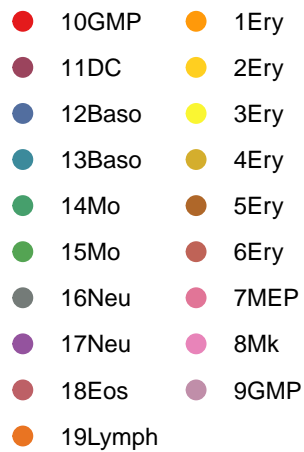 10GMP
11DC
12Baso
13Baso
14Mo
15Mo
16Neu
17Neu
18Eos
19Lymph
1Ery
2Ery
3Ery
4Ery
5Ery
6Ery
7MEP
8Mk
9GMP